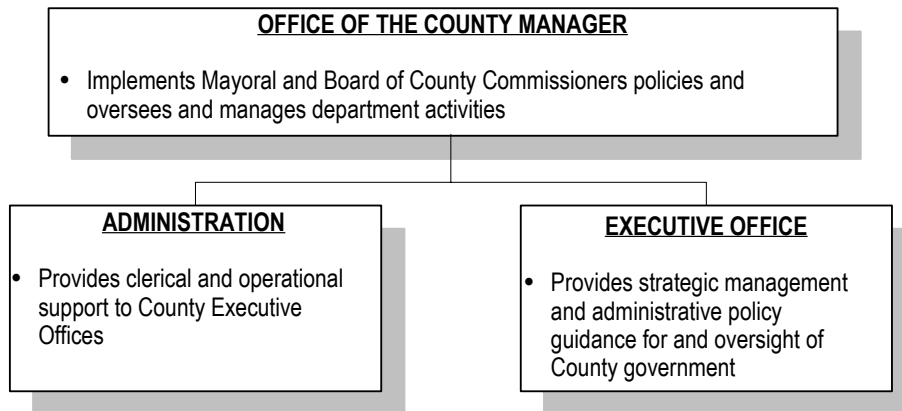 OFFICE OF THE COUNTY MANAGER
• Implements Mayoral and Board of County Commissioners policies and
oversees and manages department activities
ADMINISTRATION
• Provides clerical and operational
support to County Executive
Offices
EXECUTIVE OFFICE
• Provides strategic management
and administrative policy
guidance for and oversight of
County government